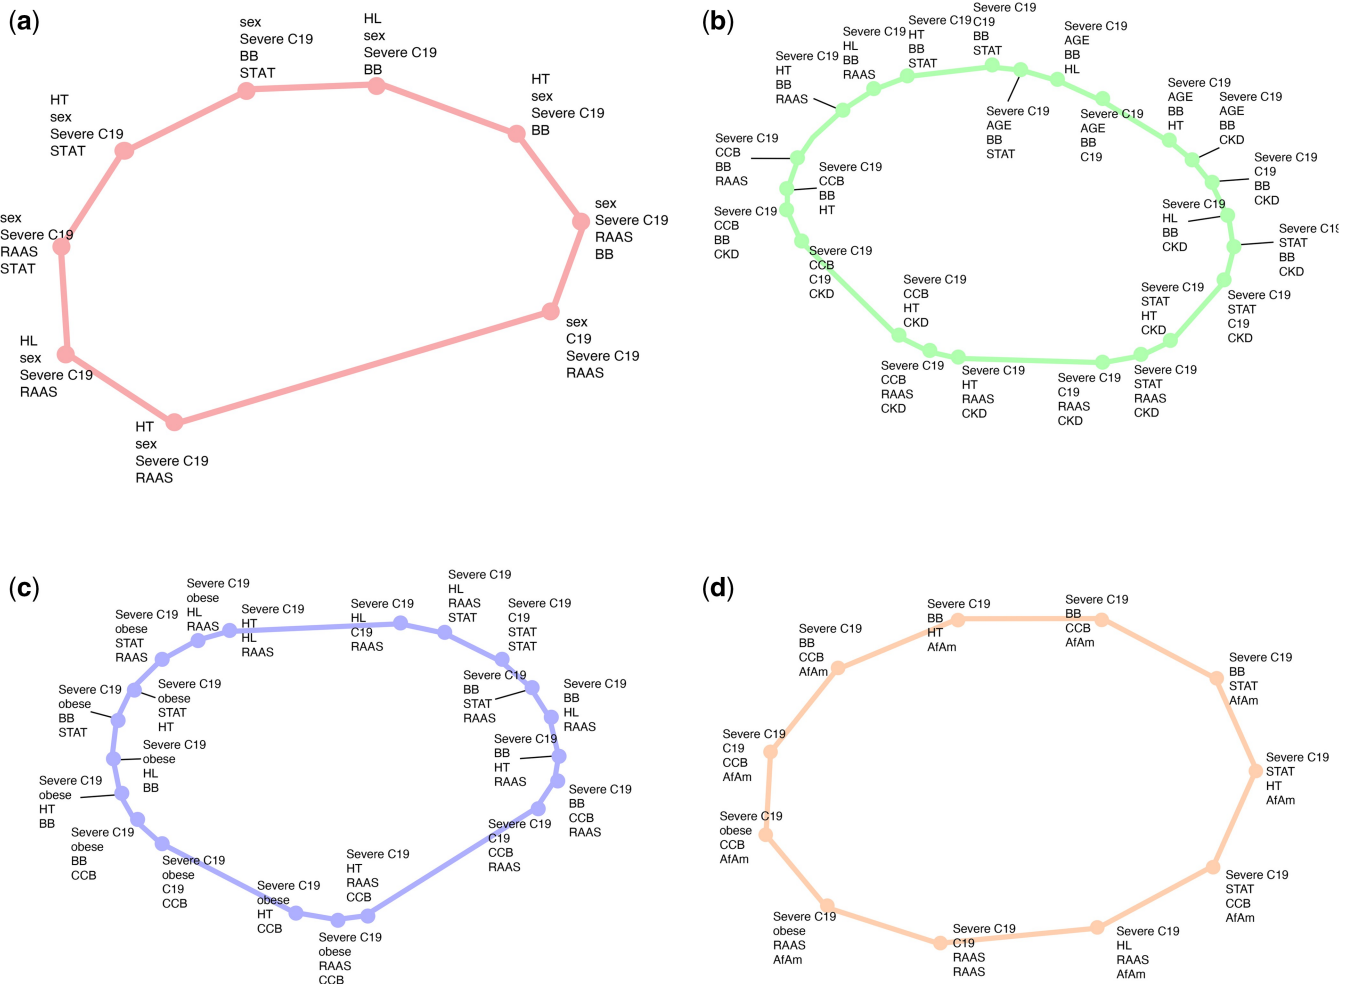 (a)
sex
Severe C19
BB
STAT
HL
sex
Severe C19
BB
HT
sex
Severe C19
BB
HT
sex
Severe C19
STAT
sex
Severe C19
RAAS
BB
sex
Severe C19
RAAS
STAT
sex
C19
Severe C19
RAAS
HL
sex
Severe C19
RAAS
HT
sex
Severe C19
RAAS
(b)
Severe C19
C19
BB
STAT
Severe C19
HT
BB
STAT
Severe C19
HL
BB
RAAS
Severe C19
AGE
BB
HL
Severe C19
HT
BB
RAAS
Severe C19
AGE
BB
STAT
Severe C19
AGE
BB
C19
Severe C19
AGE
BB
HT
Severe C19
AGE
BB
CKD
Severe C19
CCB
BB
RAAS
Severe C19
CCB
BB
HT
Severe C19
C19
BB
CKD
Severe C19
HL
BB
CKD
Severe C19
CCB
BB
CKD
Severe C19
STAT
BB
CKD
Severe C19
CCB
C19
CKD
Severe C19
CCB
HT
CKD
Severe C19
STAT
HT
CKD
Severe C19
STAT
C19
CKD
Severe C19
CCB
RAAS
CKD
Severe C19
HT
RAAS
CKD
Severe C19
C19
RAAS
CKD
Severe C19
STAT
RAAS
CKD
(c)
Severe C19
obese
HL
RAAS
Severe C19
HT
HL
RAAS
Severe C19
HL
C19
RAAS
Severe C19
HL
RAAS
STAT
Severe C19
C19
STAT
STAT
Severe C19
obese
STAT
RAAS
Severe C19
obese
STAT
HT
Severe C19
BB
STAT
RAAS
Severe C19
BB
HL
RAAS
Severe C19
obese
BB
STAT
Severe C19
obese
HL
BB
Severe C19
BB
HT
RAAS
Severe C19
obese
HT
BB
Severe C19
BB
CCB
RAAS
Severe C19
obese
BB
CCB
Severe C19
C19
CCB
RAAS
Severe C19
obese
C19
CCB
Severe C19
HT
RAAS
CCB
Severe C19
obese
HT
CCB
Severe C19
obese
RAAS
CCB
(d)
Severe C19
BB
HT
AfAm
Severe C19
BB
CCB
AfAm
Severe C19
BB
CCB
AfAm
Severe C19
BB
STAT
AfAm
Severe C19
C19
CCB
AfAm
Severe C19
STAT
HT
AfAm
Severe C19
obese
CCB
AfAm
Severe C19
STAT
CCB
AfAm
Severe C19
obese
RAAS
AfAm
Severe C19
C19
RAAS
RAAS
Severe C19
HL
RAAS
AfAm